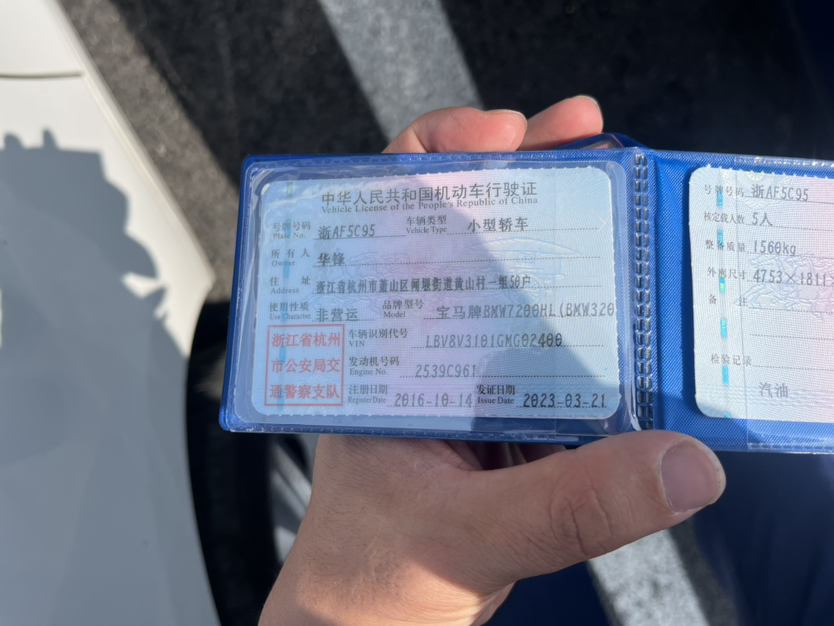 中华人民共和国机动车行驶证
Vehicle License of the People's Republic of China
号牌号码 浙AF5C95 车辆类型 小型轿车
Plate No. Vehicle Type
所有人 华锋
Owner
住址 浙江省杭州市萧山区闻堰街道黄山村一组50户
Address
使用性质 非营运 品牌型号 宝马牌BMW7200HL(BMW320
Use Character Model
浙江省杭州
市公安局交
通警察支队
车辆识别代号 LBV8V3101GMG02400
VIN
发动机号码 2539C961
Engine No.
注册日期 2016-10-14 发证日期 2023-03-21
Register Date Issue Date
号牌号码 浙AF5C95
核定载人数 5人
整备质量 1560kg
外廓尺寸 4753×1811
备注
检验记录
汽油